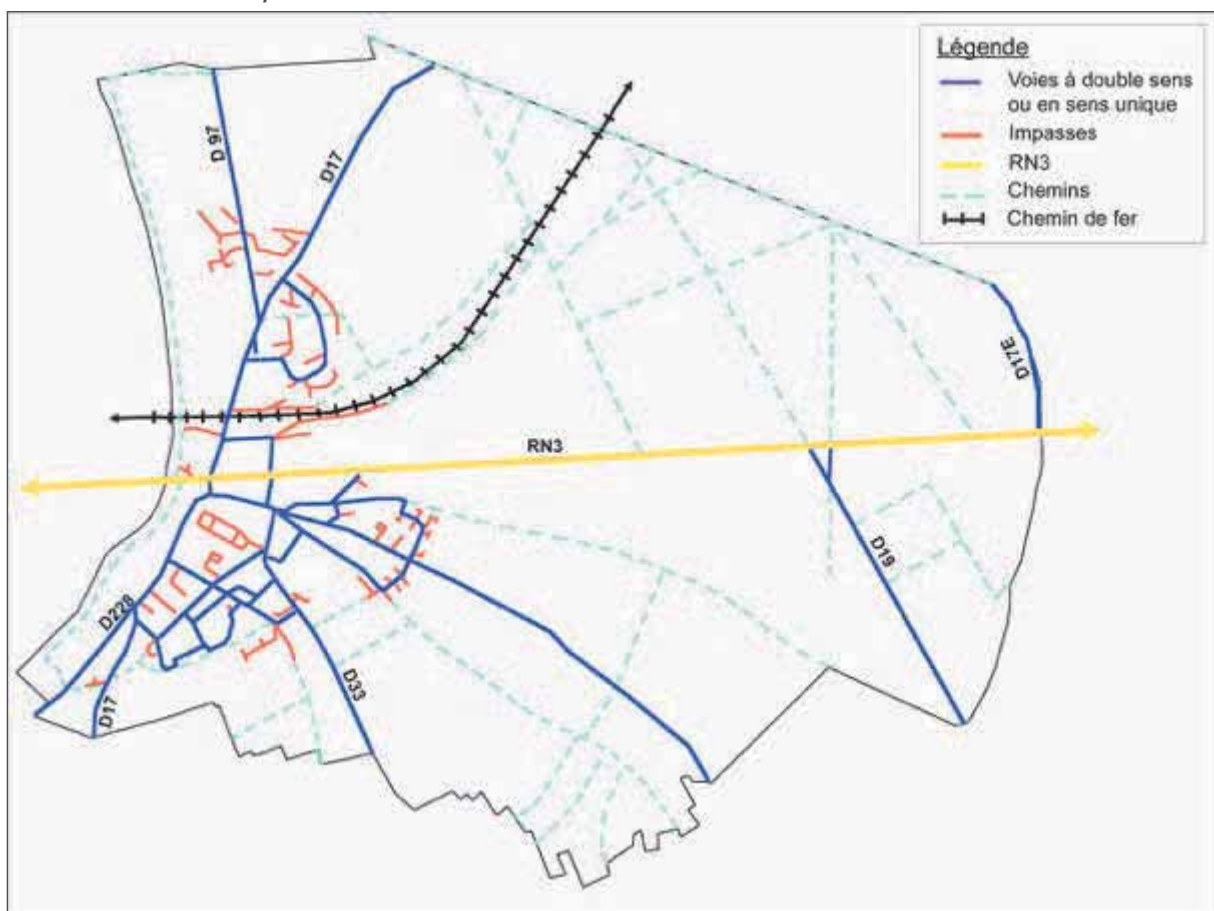 Légende
Voies à double sens
ou en sens unique
Impasses
RN3
Chemins
Chemin de fer
D 97
D17
D17E
RN3
D19
D228
D17
D33